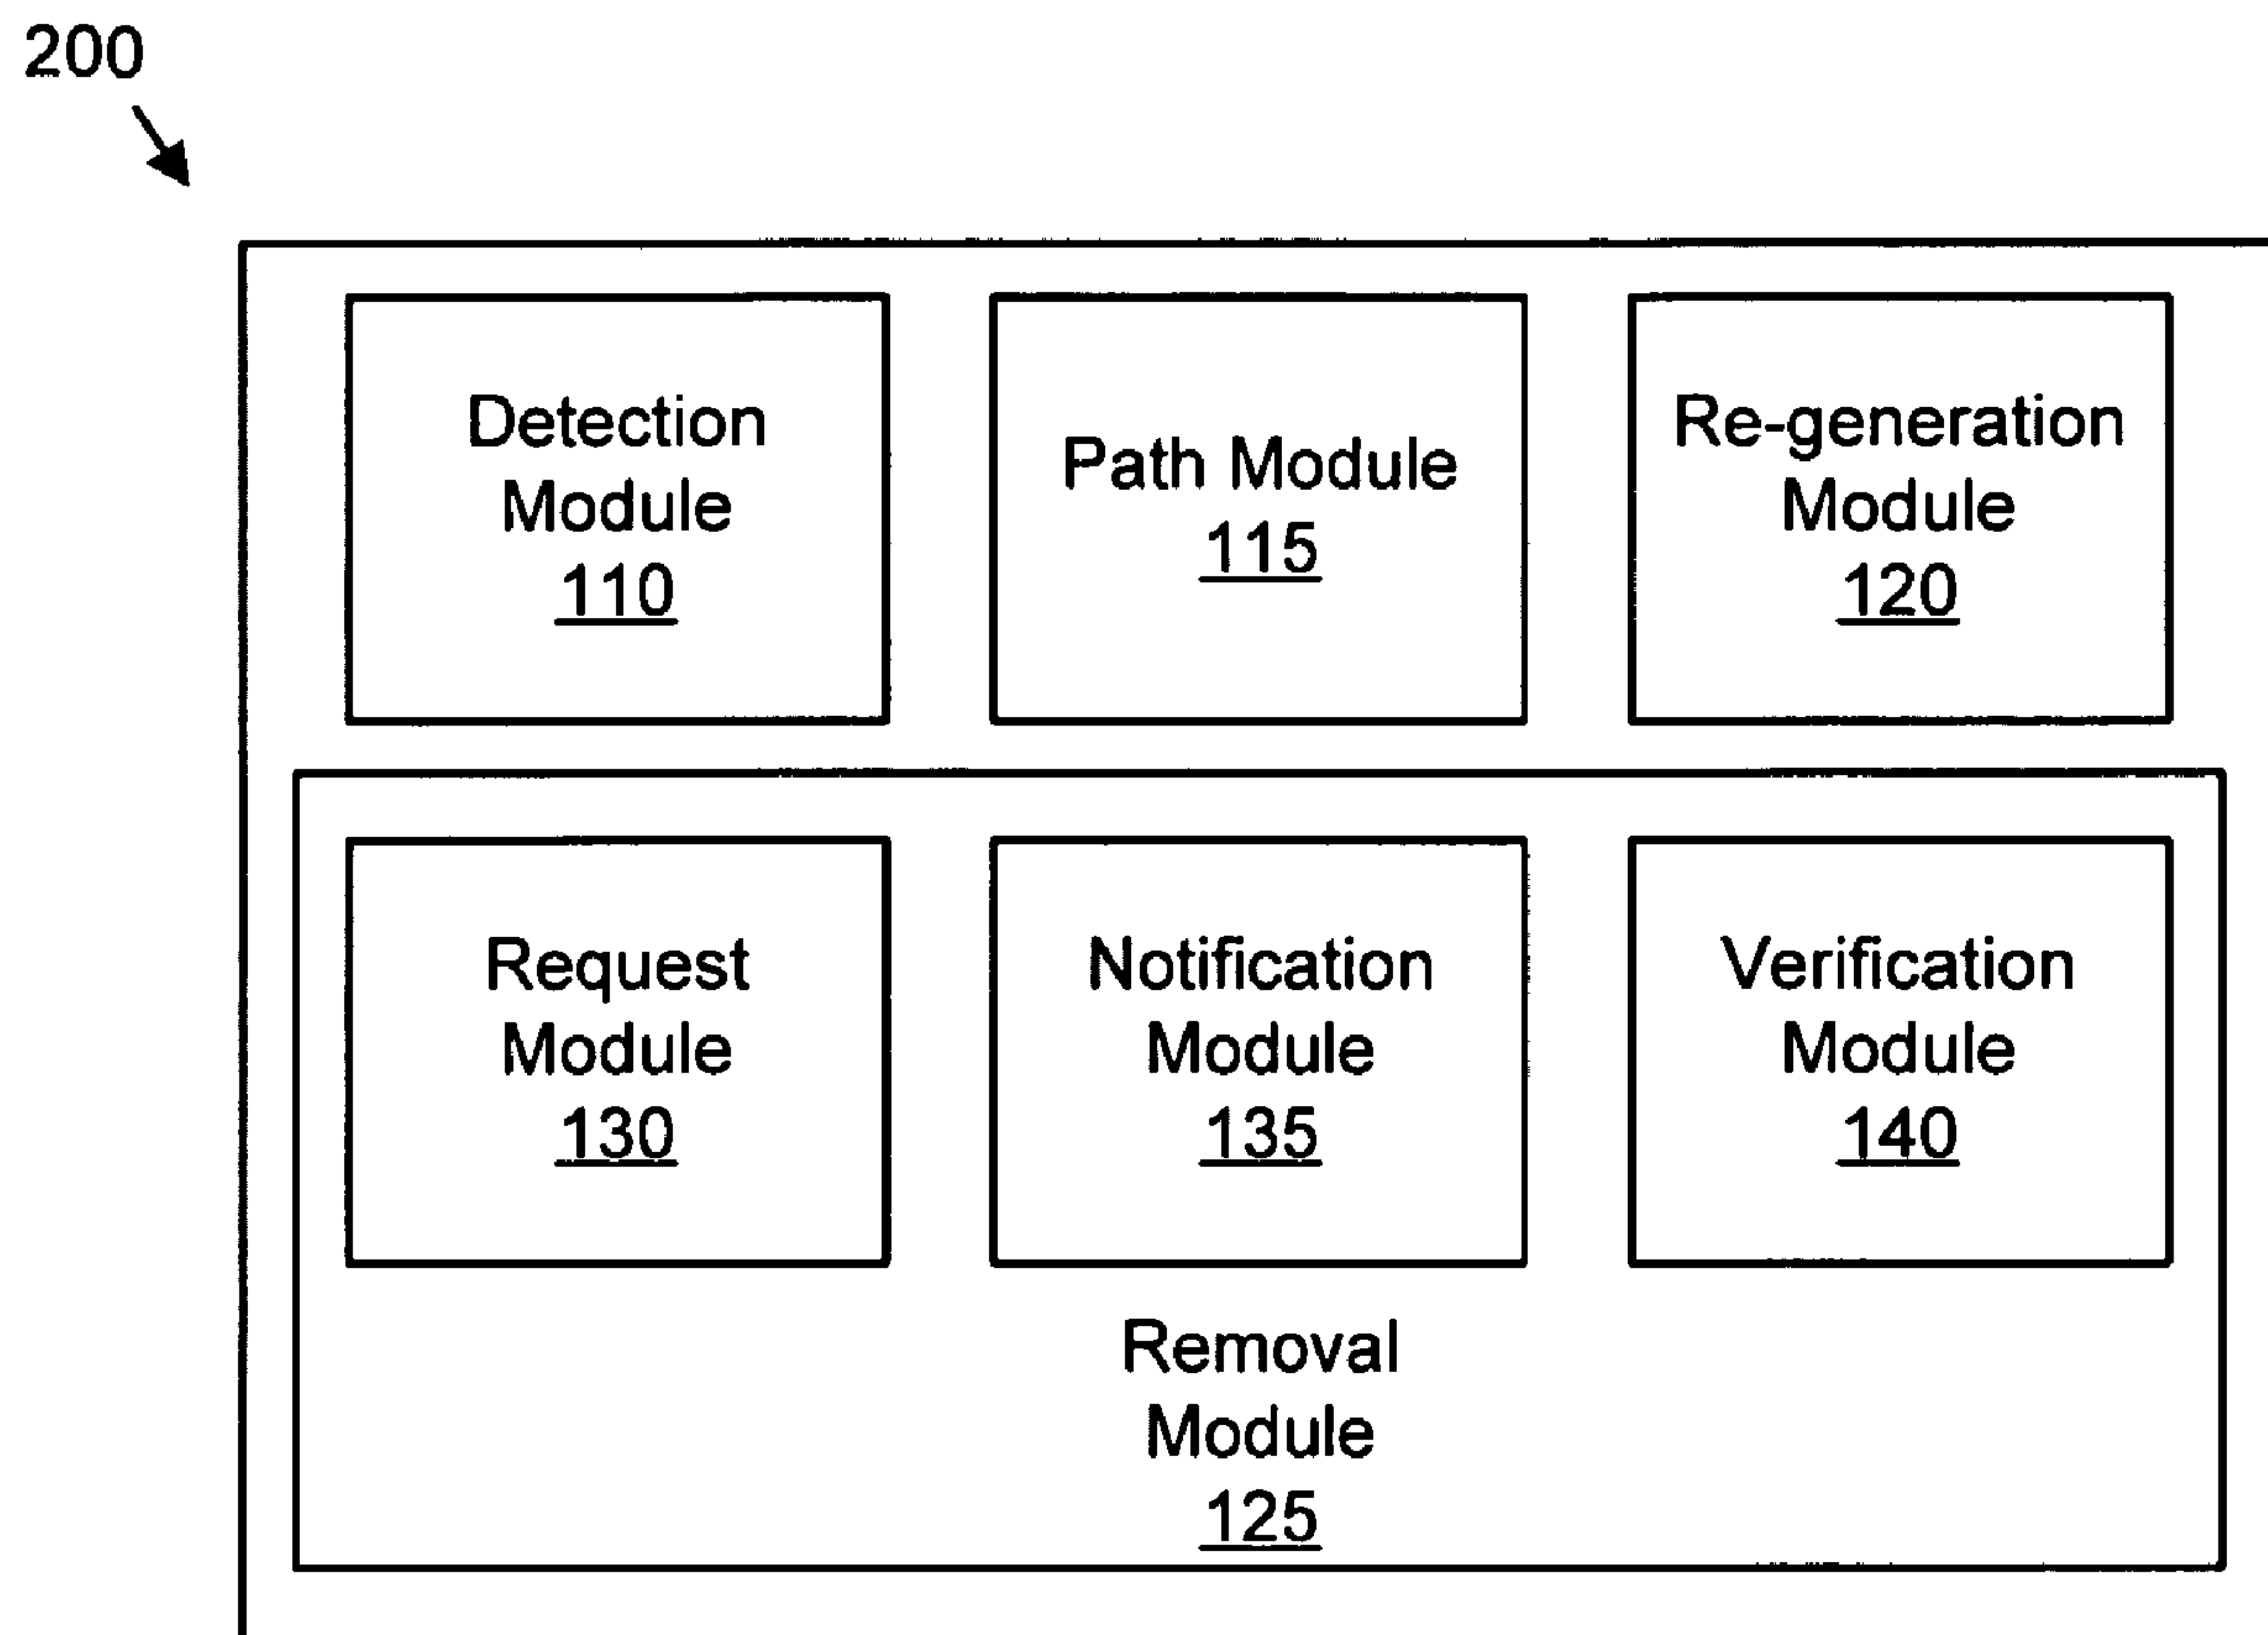 200
Detection
Module
110
Path Module
115
Re-generation
Module
120
Request
Module
130
Notification
Module
135
Verification
Module
140
Removal
Module
125